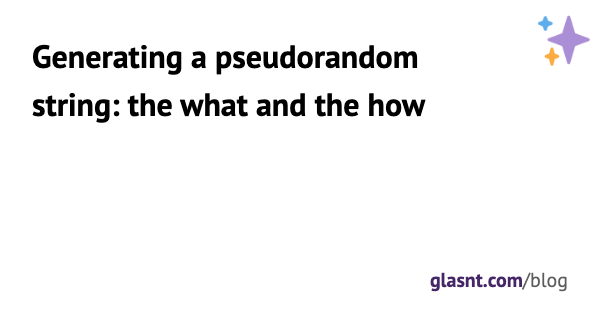 Generating a pseudorandom
string: the what and the how
glasnt.com/blog